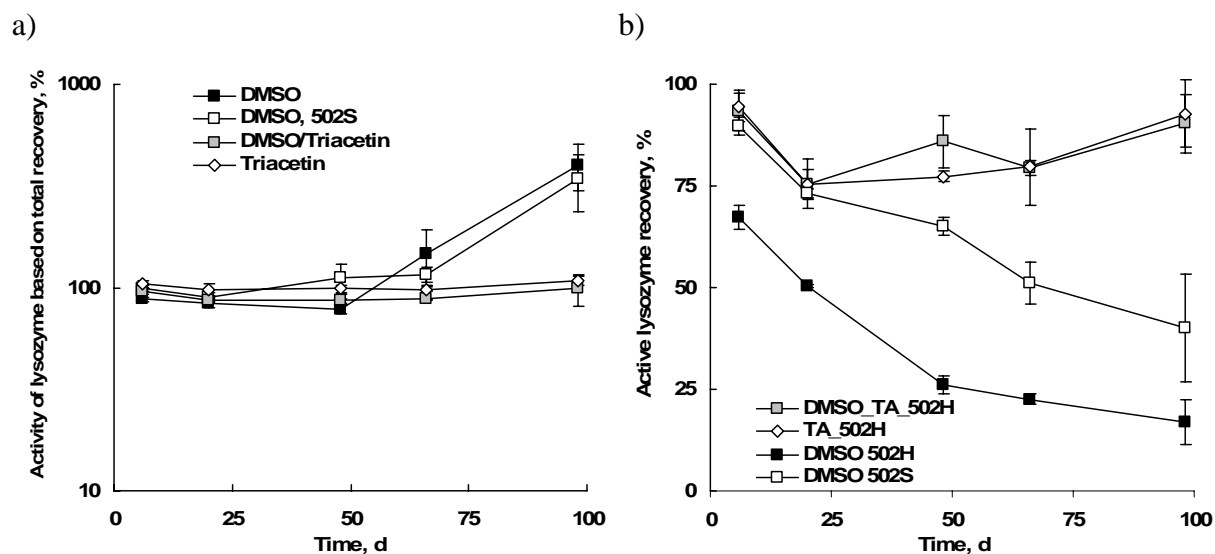 a)
Activity of lysozyme based on total recovery, %
1000
100
10
DMSO
DMSO, 502S
DMSO/Triacetin
Triacetin
0 25 50 75 100
Time, d
b)
Active lysozyme recovery, %
100
75
50
25
0
DMSO_TA_502H
TA_502H
DMSO 502H
DMSO 502S
0 25 50 75 100
Time, d